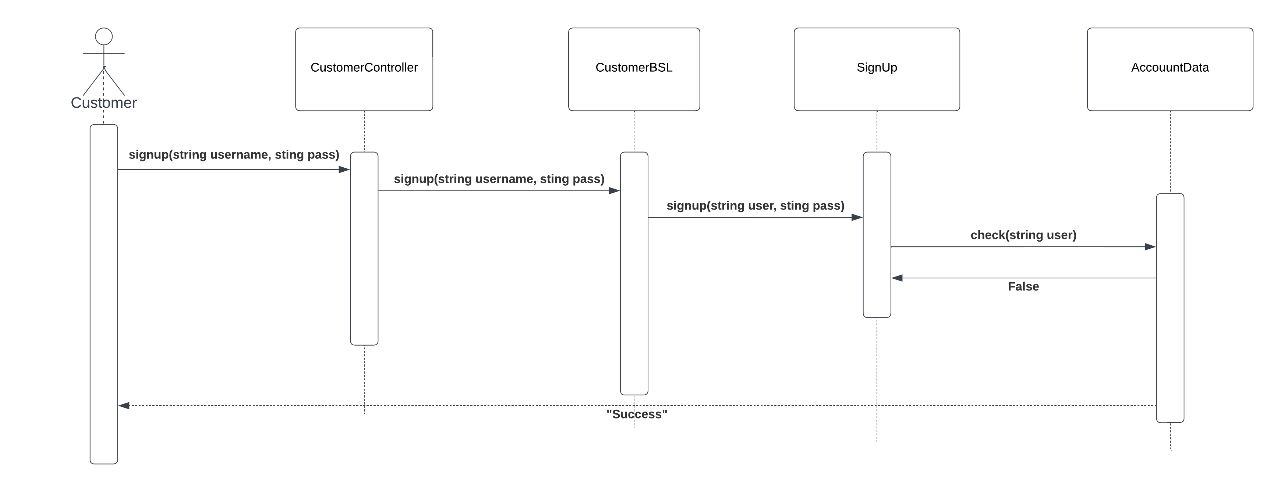 Customer
CustomerController
CustomerBSL
SignUp
AccouuntData
signup(string username, sting pass)
signup(string username, sting pass)
signup(string user, sting pass)
check(string user)
False
"Success"